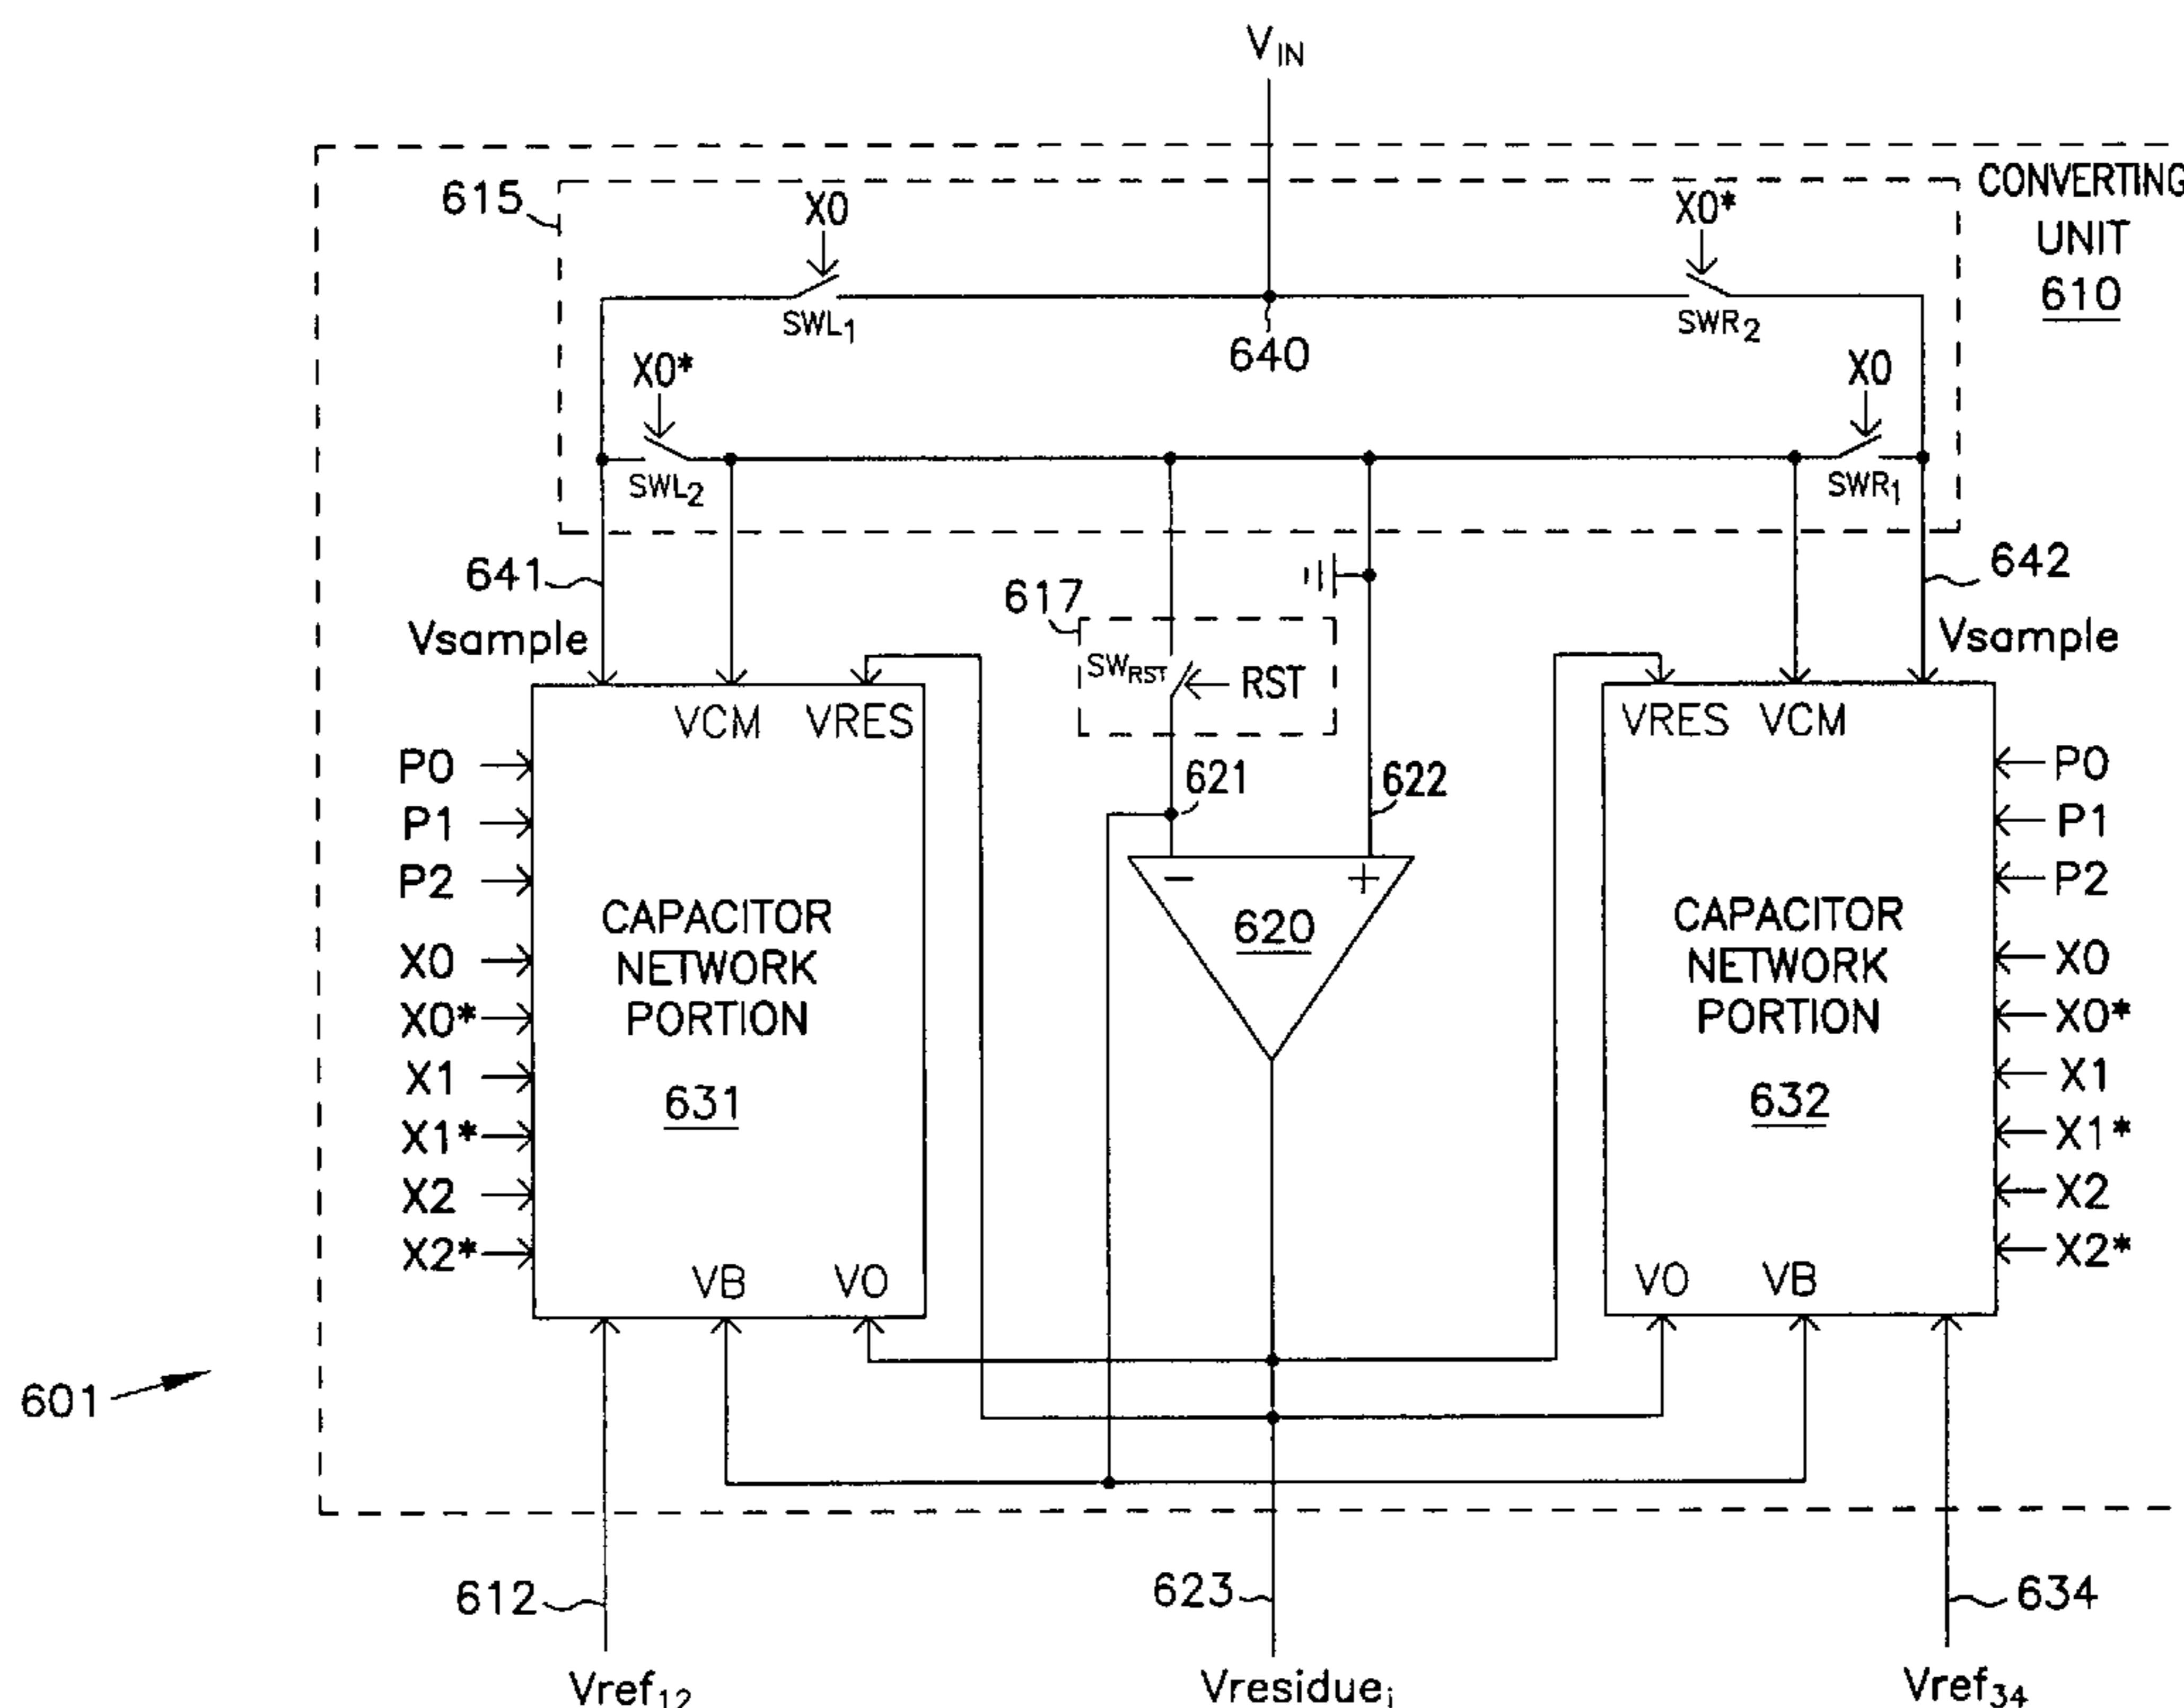 V_IN
CONVERTING
UNIT
610
615
X0
X0*
SWL1
SWR2
640
X0*
X0
SWL2
SWR1
641
642
617
Vsample
Vsample
SW_RST
RST
VCM VRES
VRES VCM
621
622
P0
P1
P2
X0
X0*
X1
X1*
X2
X2*
CAPACITOR
NETWORK
PORTION
631
VB VO
− +
620
CAPACITOR
NETWORK
PORTION
632
VO VB
P0
P1
P2
X0
X0*
X1
X1*
X2
X2*
601
612
623
634
Vref12
Vresidue_i
Vref34